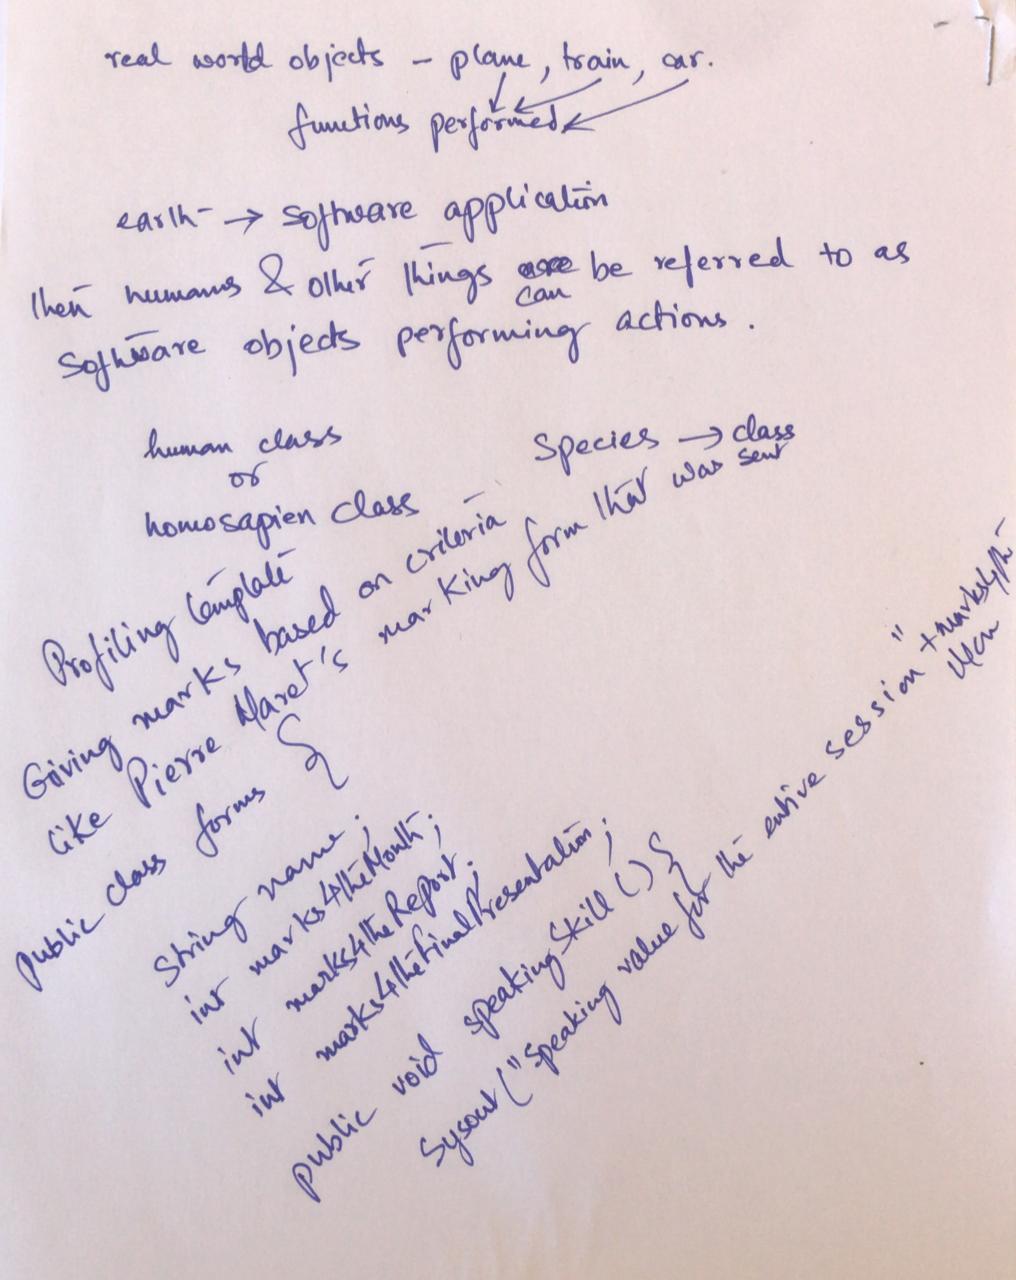 real world objects - plane, train, car.
functions performed
earth → software application
then humans & other things can be referred to as
software objects performing actions.
human class
or
homosapien class
Species → class
Profiling template
Giving marks based on criteria
like Pierre Maret's marking form that was sent
public class forms {
String name;
int marks4theMonth;
int marks4theReport;
int marks4theFinalPresentation;
public void speakingSkill() {
Sysout("Speaking value for the entire session" +